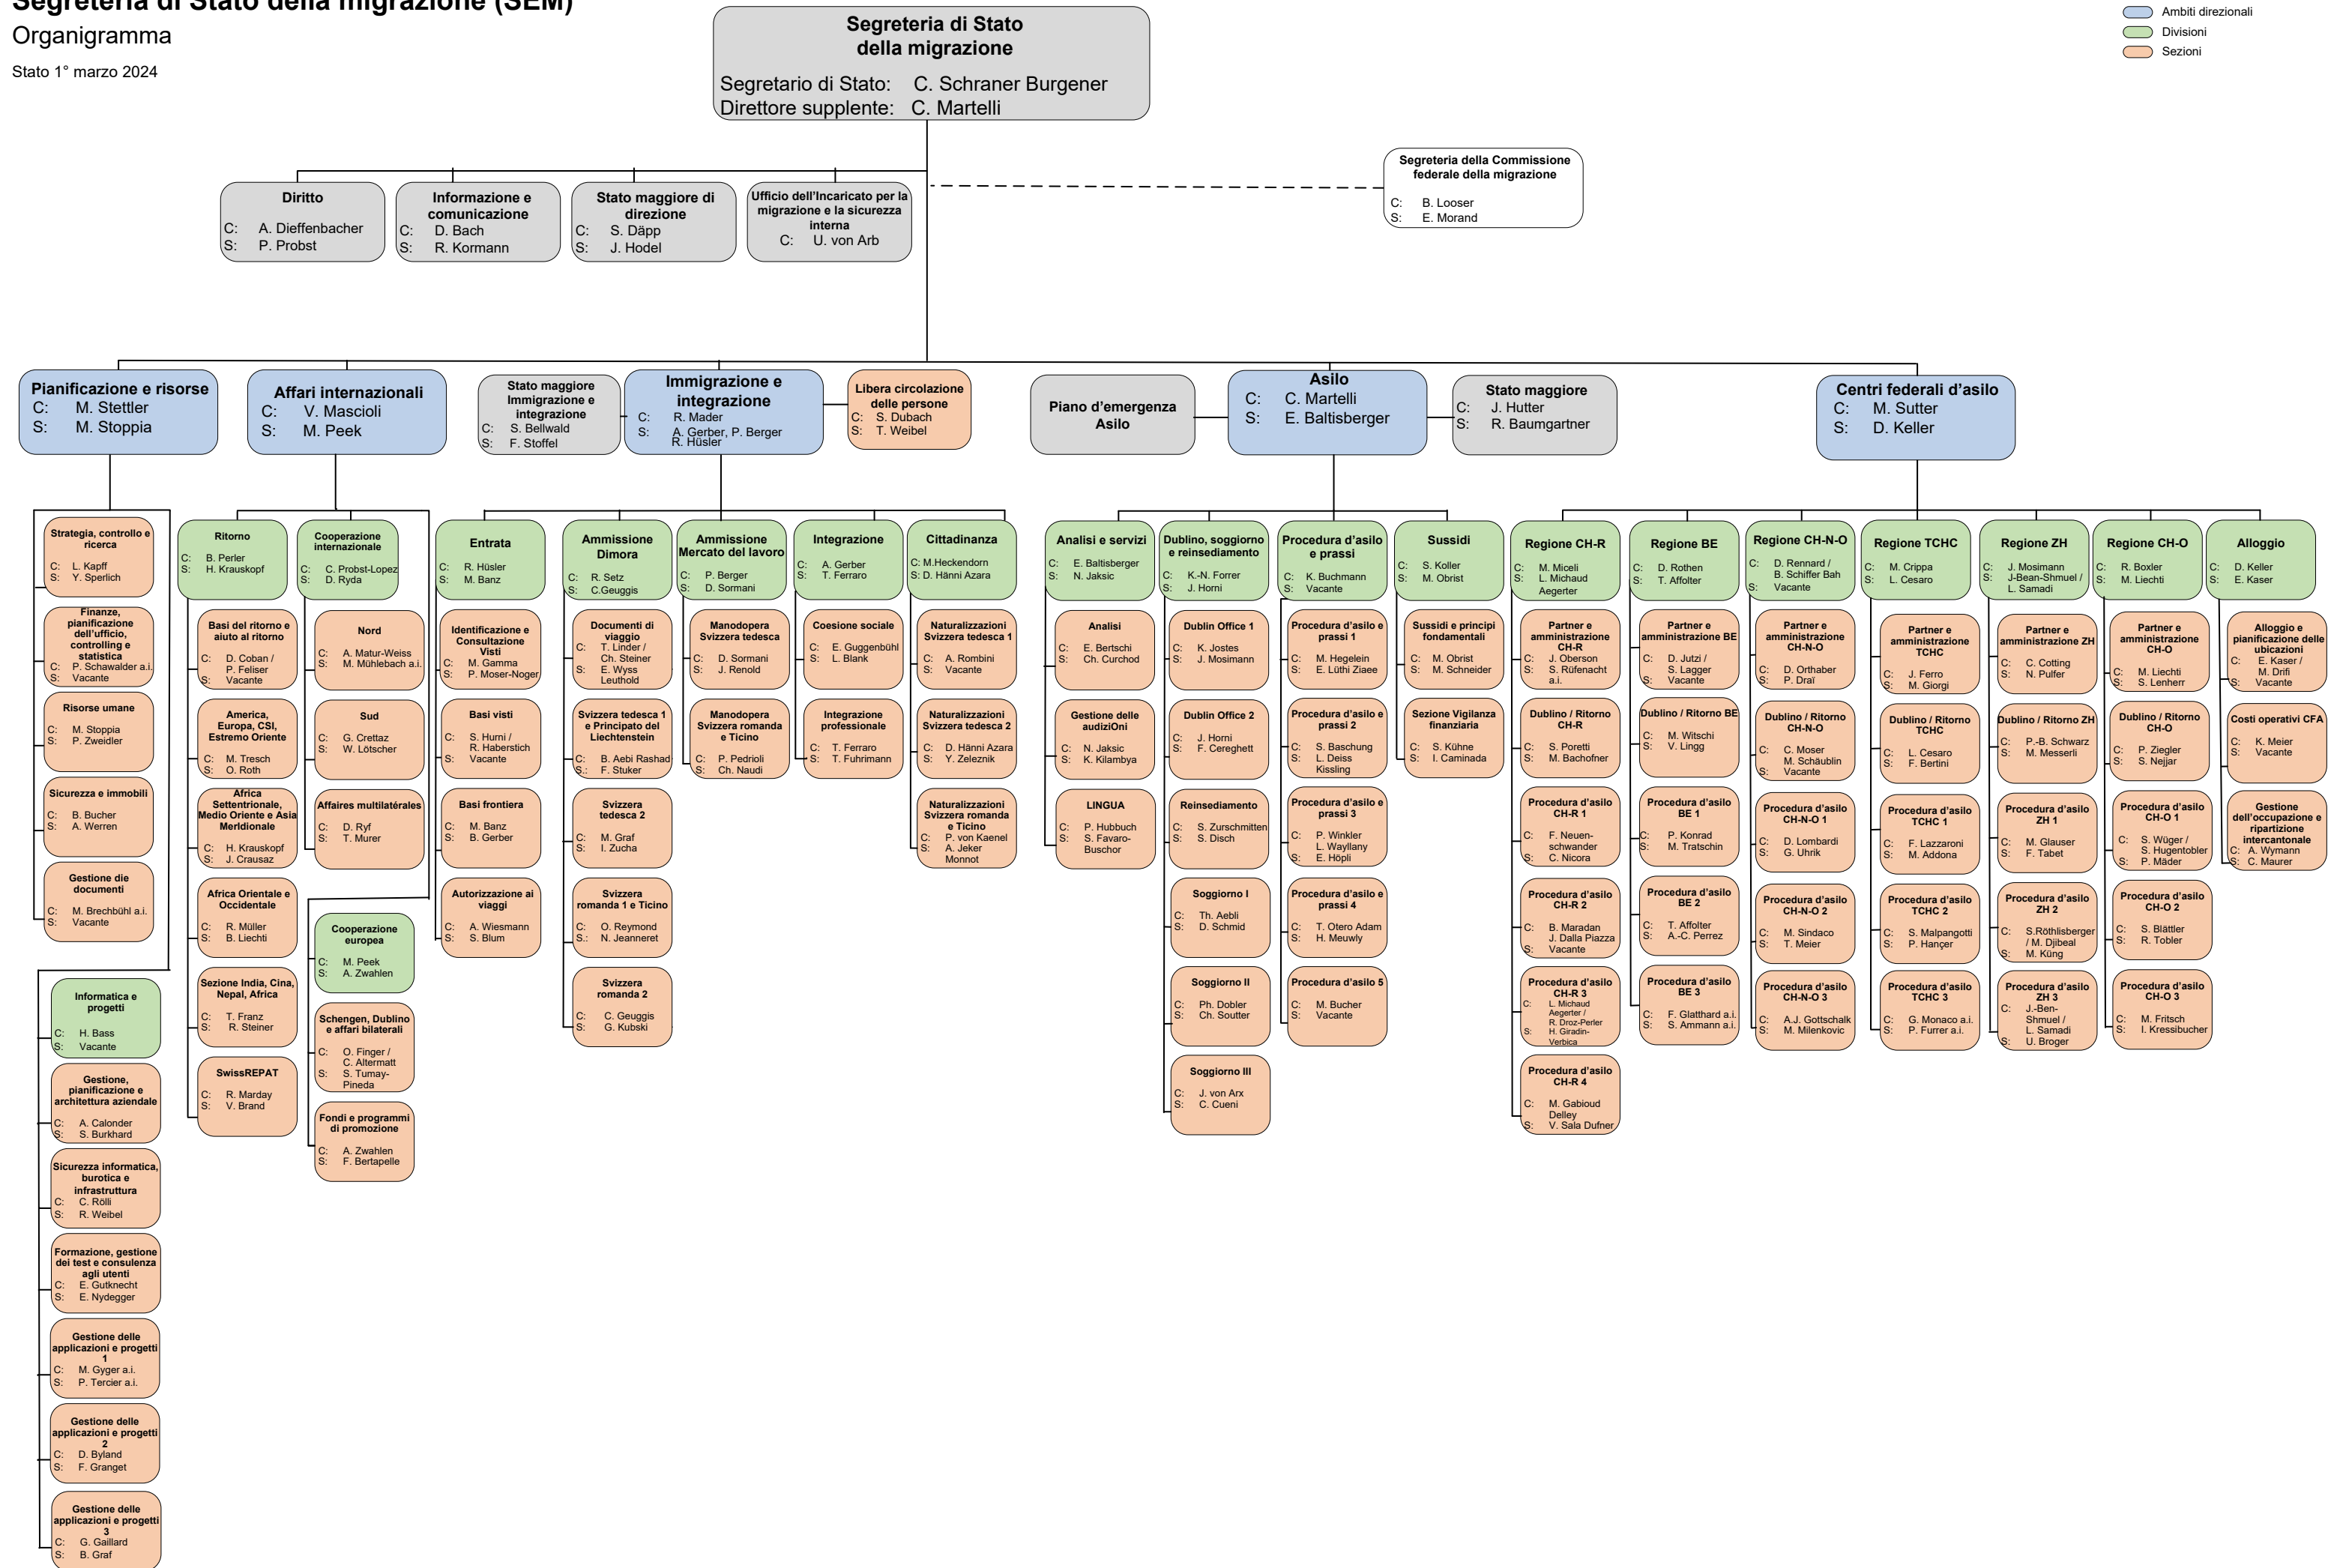 Segreteria di Stato della migrazione (SEM)
Organigramma
Stato 1° marzo 2024
Ambiti direzionali
Divisioni
Sezioni
Segreteria di Stato
della migrazione
Segretario di Stato: C. Schraner Burgener
Direttore supplente: C. Martelli
Segreteria della Commissione
federale della migrazione
C: B. Looser
S: E. Morand
Diritto
C: A. Dieffenbacher
S: P. Probst
Informazione e
comunicazione
C: D. Bach
S: R. Kormann
Stato maggiore di
direzione
C: S. Däpp
S: J. Hodel
Ufficio dell'Incaricato per la
migrazione e la sicurezza
interna
C: U. von Arb
Pianificazione e risorse
C: M. Stettler
S: M. Stoppia
Affari internazionali
C: V. Mascioli
S: M. Peek
Stato maggiore
Immigrazione e
integrazione
C: S. Bellwald
S: F. Stoffel
Immigrazione e
integrazione
C: R. Mader
S: A. Gerber, P. Berger
R. Hüsler
Libera circolazione
delle persone
C: S. Dubach
S: T. Weibel
Piano d'emergenza
Asilo
Asilo
C: C. Martelli
S: E. Baltisberger
Stato maggiore
C: J. Hutter
S: R. Baumgartner
Centri federali d'asilo
C: M. Sutter
S: D. Keller
Strategia, controllo e
ricerca
C: L. Kapff
S: Y. Sperlich
Finanze,
pianificazione
dell'ufficio,
controlling e
statistica
C: P. Schawalder a.i.
S: Vacante
Risorse umane
C: M. Stoppia
S: P. Zweidler
Sicurezza e immobili
C: B. Bucher
S: A. Werren
Gestione die
documenti
C: M. Brechbühl a.i.
S: Vacante
Informatica e
progetti
C: H. Bass
S: Vacante
Gestione,
pianificazione e
architettura aziendale
C: A. Calonder
S: S. Burkhard
Sicurezza informatica,
burotica e
infrastruttura
C: C. Rölli
S: R. Weibel
Formazione, gestione
dei test e consulenza
agli utenti
C: E. Gutknecht
S: E. Nydegger
Gestione delle
applicazioni e progetti
1
C: M. Gyger a.i.
S: P. Tercier a.i.
Gestione delle
applicazioni e progetti
2
C: D. Byland
S: F. Granget
Gestione delle
applicazioni e progetti
3
C: G. Gaillard
S: B. Graf
Ritorno
C: B. Perler
S: H. Krauskopf
Basi del ritorno e
aiuto al ritorno
C: D. Coban /
P. Feliser
S: Vacante
America,
Europa, CSI,
Estremo Oriente
C: M. Tresch
S: O. Roth
Africa
Settentrionale,
Medio Oriente e Asia
Meridionale
C: H. Krauskopf
S: J. Crausaz
Africa Orientale e
Occidentale
C: R. Müller
S: B. Liechti
Sezione India, Cina,
Nepal, Africa
C: T. Franz
S: R. Steiner
SwissREPAT
C: R. Marday
S: V. Brand
Cooperazione
internazionale
C: C. Probst-Lopez
S: D. Ryda
Nord
C: A. Matur-Weiss
S: M. Mühlebach a.i.
Sud
C: G. Crettaz
S: W. Lötscher
Affaires multilatérales
C: D. Ryf
S: T. Murer
Cooperazione
europea
C: M. Peek
S: A. Zwahlen
Schengen, Dublino
e affari bilaterali
C: O. Finger /
C. Altermatt
S: S. Tumay-
Pineda
Fondi e programmi
di promozione
C: A. Zwahlen
S: F. Bertapelle
Entrata
C: R. Hüsler
S: M. Banz
Identificazione e
Consultazione
Visti
C: M. Gamma
S: P. Moser-Noger
Basi visti
C: S. Hurni /
R. Haberstich
S: Vacante
Basi frontiera
C: M. Banz
S: B. Gerber
Autorizzazione ai
viaggi
C: A. Wiesmann
S: S. Blum
Ammissione
Dimora
C: R. Setz
S: C.Geuggis
Documenti di
viaggio
C: T. Linder /
Ch. Steiner
S: E. Wyss
Leuthold
Svizzera tedesca 1
e Principato del
Liechtenstein
C: B. Aebi Rashad
S.: F. Stuker
Svizzera
tedesca 2
C: M. Graf
S: I. Zucha
Svizzera
romanda 1 e Ticino
C: O. Reymond
S.: N. Jeanneret
Svizzera
romanda 2
C: C. Geuggis
S: G. Kubski
Ammissione
Mercato del lavoro
C: P. Berger
S: D. Sormani
Manodopera
Svizzera tedesca
C: D. Sormani
S: J. Renold
Manodopera
Svizzera romanda
e Ticino
C: P. Pedrioli
S: Ch. Naudi
Integrazione
C: A. Gerber
S: T. Ferraro
Coesione sociale
C: E. Guggenbühl
S: L. Blank
Integrazione
professionale
C: T. Ferraro
S: T. Fuhrimann
Cittadinanza
C: M.Heckendorn
S: D. Hänni Azara
Naturalizzazioni
Svizzera tedesca 1
C: A. Rombini
S: Vacante
Naturalizzazioni
Svizzera tedesca 2
C: D. Hänni Azara
S: Y. Zeleznik
Naturalizzazioni
Svizzera romanda
e Ticino
C: P. von Kaenel
S: A. Jeker
Monnot
Analisi e servizi
C: E. Baltisberger
S: N. Jaksic
Analisi
C: E. Bertschi
S: Ch. Curchod
Gestione delle
audiziOni
C: N. Jaksic
S: K. Kilambya
LINGUA
C: P. Hubbuch
S: S. Favaro-
Buschor
Dublino, soggiorno
e reinsediamento
C: K.-N. Forrer
S: J. Horni
Dublin Office 1
C: K. Jostes
S: J. Mosimann
Dublin Office 2
C: J. Horni
S: F. Cereghett
Reinsediamento
C: S. Zurschmitten
S: S. Disch
Soggiorno I
C: Th. Aebli
S: D. Schmid
Soggiorno II
C: Ph. Dobler
S: Ch. Soutter
Soggiorno III
C: J. von Arx
S: C. Cueni
Procedura d'asilo
e prassi
C: K. Buchmann
S: Vacante
Procedura d'asilo e
prassi 1
C: M. Hegelein
S: E. Lüthi Ziaee
Procedura d'asilo e
prassi 2
C: S. Baschung
S: L. Deiss
Kissling
Procedura d'asilo e
prassi 3
C: P. Winkler
L. Wayllany
S: E. Höpli
Procedura d'asilo e
prassi 4
C: T. Otero Adam
S: H. Meuwly
Procedura d'asilo 5
C: M. Bucher
S: Vacante
Sussidi
C: S. Koller
S: M. Obrist
Sussidi e principi
fondamentali
C: M. Obrist
S: M. Schneider
Sezione Vigilanza
finanziaria
C: S. Kühne
S: I. Caminada
Regione CH-R
C: M. Miceli
S: L. Michaud
Aegerter
Partner e
amministrazione
CH-R
C: J. Oberson
S: S. Rüfenacht
a.i.
Dublino / Ritorno
CH-R
C: S. Poretti
S: M. Bachofner
Procedura d'asilo
CH-R 1
C: F. Neuen-
schwander
S: C. Nicora
Procedura d'asilo
CH-R 2
C: B. Maradan
J. Dalla Piazza
S: Vacante
Procedura d'asilo
CH-R 3
C: L. Michaud
Aegerter /
R. Droz-Perler
S: H. Giradin-
Verbica
Procedura d'asilo
CH-R 4
C: M. Gabioud
Delley
S: V. Sala Dufner
Regione BE
C: D. Rothen
S: T. Affolter
Partner e
amministrazione BE
C: D. Jutzi /
S. Lagger
S: Vacante
Dublino / Ritorno BE
C: M. Witschi
S: V. Lingg
Procedura d'asilo
BE 1
C: P. Konrad
S: M. Tratschin
Procedura d'asilo
BE 2
C: T. Affolter
S: A.-C. Perrez
Procedura d'asilo
BE 3
C: F. Glatthard a.i.
S: S. Ammann a.i.
Regione CH-N-O
C: D. Rennard /
B. Schiffer Bah
S: Vacante
Partner e
amministrazione
CH-N-O
C: D. Orthaber
S: P. Draï
Dublino / Ritorno
CH-N-O
C: C. Moser
M. Schäublin
S: Vacante
Procedura d'asilo
CH-N-O 1
C: D. Lombardi
S: G. Uhrik
Procedura d'asilo
CH-N-O 2
C: M. Sindaco
S: T. Meier
Procedura d'asilo
CH-N-O 3
C: A.J. Gottschalk
S: M. Milenkovic
Regione TCHC
C: M. Crippa
S: L. Cesaro
Partner e
amministrazione
TCHC
C: J. Ferro
S: M. Giorgi
Dublino / Ritorno
TCHC
C: L. Cesaro
S: F. Bertini
Procedura d'asilo
TCHC 1
C: F. Lazzaroni
S: M. Addona
Procedura d'asilo
TCHC 2
C: S. Malpangotti
S: P. Hançer
Procedura d'asilo
TCHC 3
C: G. Monaco a.i.
S: P. Furrer a.i.
Regione ZH
C: J. Mosimann
S: J-Bean-Shmuel /
L. Samadi
Partner e
amministrazione ZH
C: C. Cotting
S: N. Pulfer
Dublino / Ritorno ZH
C: P.-B. Schwarz
S: M. Messerli
Procedura d'asilo
ZH 1
C: M. Glauser
S: F. Tabet
Procedura d'asilo
ZH 2
C: S.Röthlisberger
/ M. Djibeal
S: M. Küng
Procedura d'asilo
ZH 3
C: J.-Ben-
Shmuel /
L. Samadi
S: U. Broger
Regione CH-O
C: R. Boxler
S: M. Liechti
Partner e
amministrazione
CH-O
C: M. Liechti
S: S. Lenherr
Dublino / Ritorno
CH-O
C: P. Ziegler
S: S. Nejjar
Procedura d'asilo
CH-O 1
C: S. Wüger /
S. Hugentobler
S: P. Mäder
Procedura d'asilo
CH-O 2
C: S. Blättler
S: R. Tobler
Procedura d'asilo
CH-O 3
C: M. Fritsch
S: I. Kressibucher
Alloggio
C: D. Keller
S: E. Kaser
Alloggio e
pianificazione delle
ubicazioni
C: E. Kaser /
M. Drifi
S: Vacante
Costi operativi CFA
C: K. Meier
S: Vacante
Gestione
dell'occupazione e
ripartizione
intercantonale
C: A. Wymann
S: C. Maurer